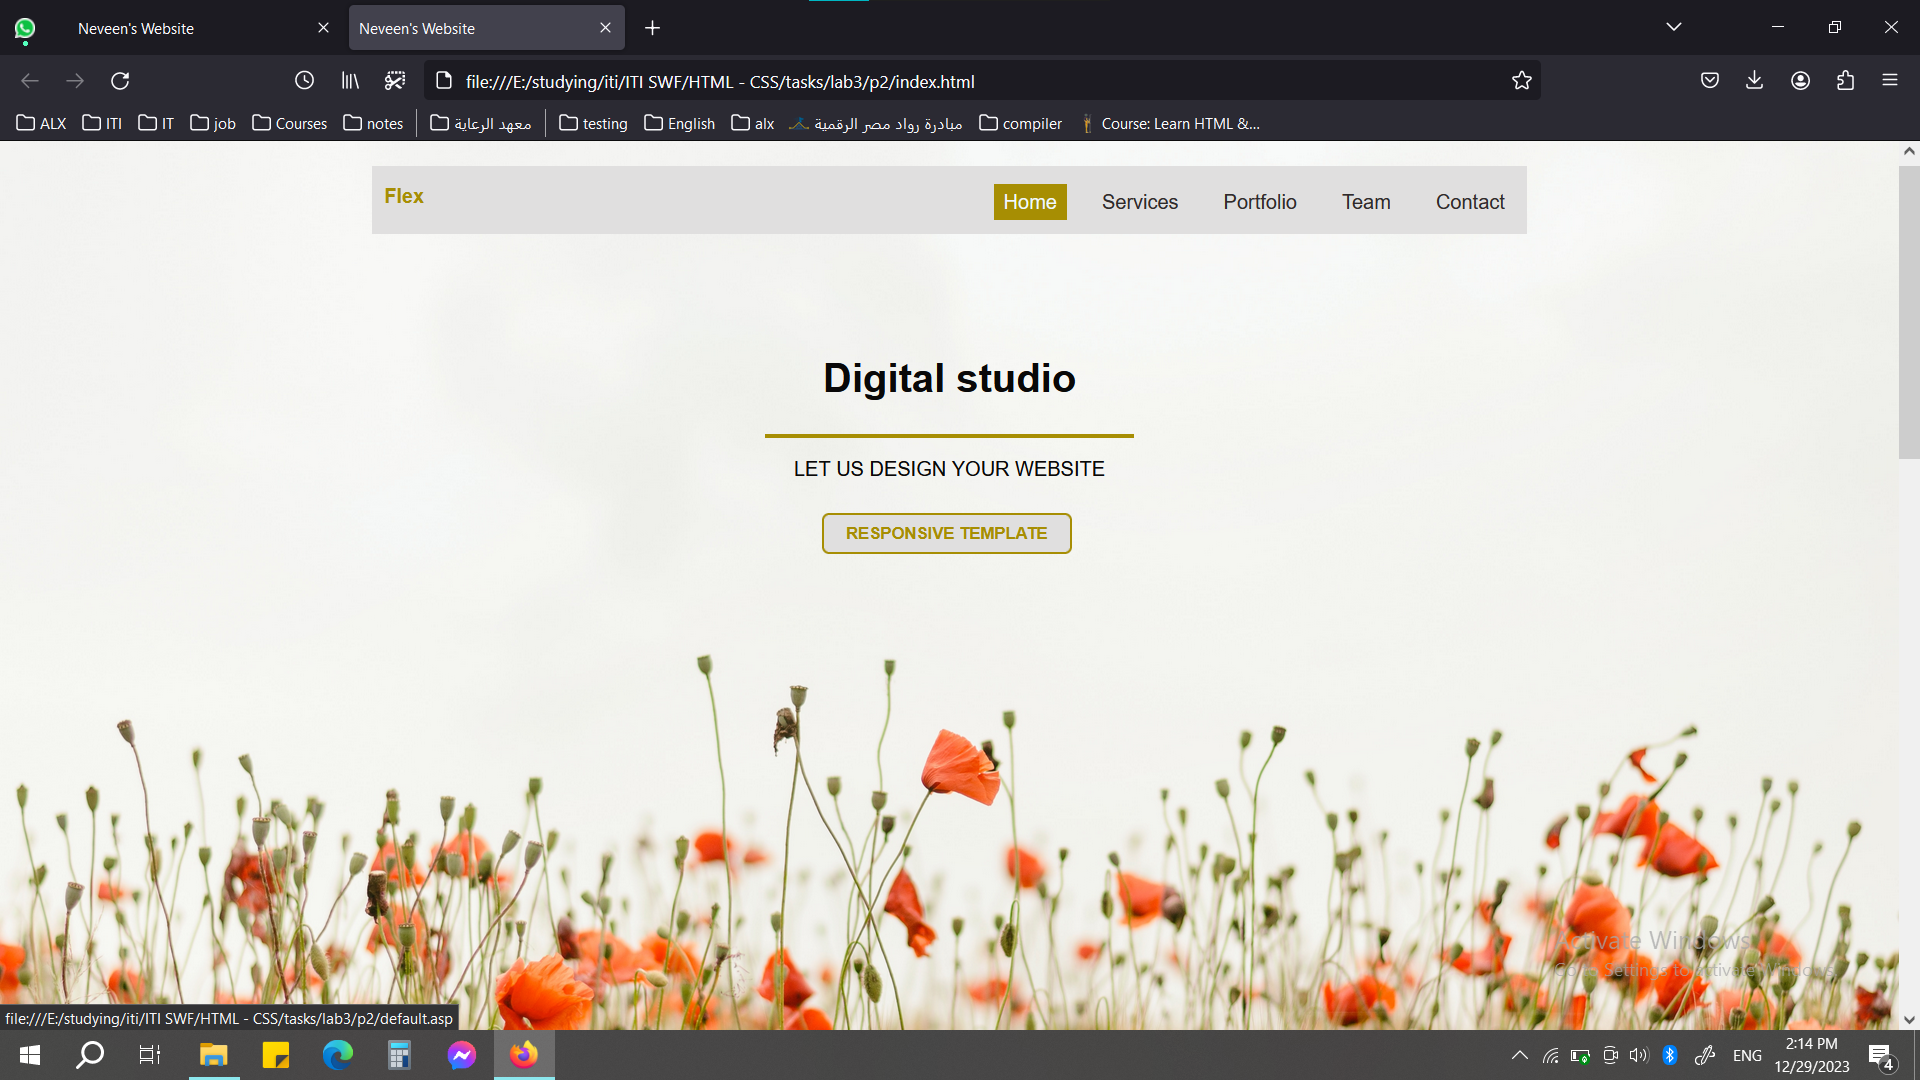 Neveen's Website
Neveen's Website
file:///E:/studying/iti/ITI SWF/HTML - CSS/tasks/lab3/p2/index.html
ALX ITI IT job Courses notes معهد الرعاية testing English alx مبادرة رواد مصر الرقمية compiler Course: Learn HTML &...
Flex
Home Services Portfolio Team Contact
Digital studio
LET US DESIGN YOUR WEBSITE
RESPONSIVE TEMPLATE
Activate Windows
Go to Settings to activate Windows.
file:///E:/studying/iti/ITI SWF/HTML - CSS/tasks/lab3/p2/default.asp
ENG
2:14 PM
12/29/2023
4